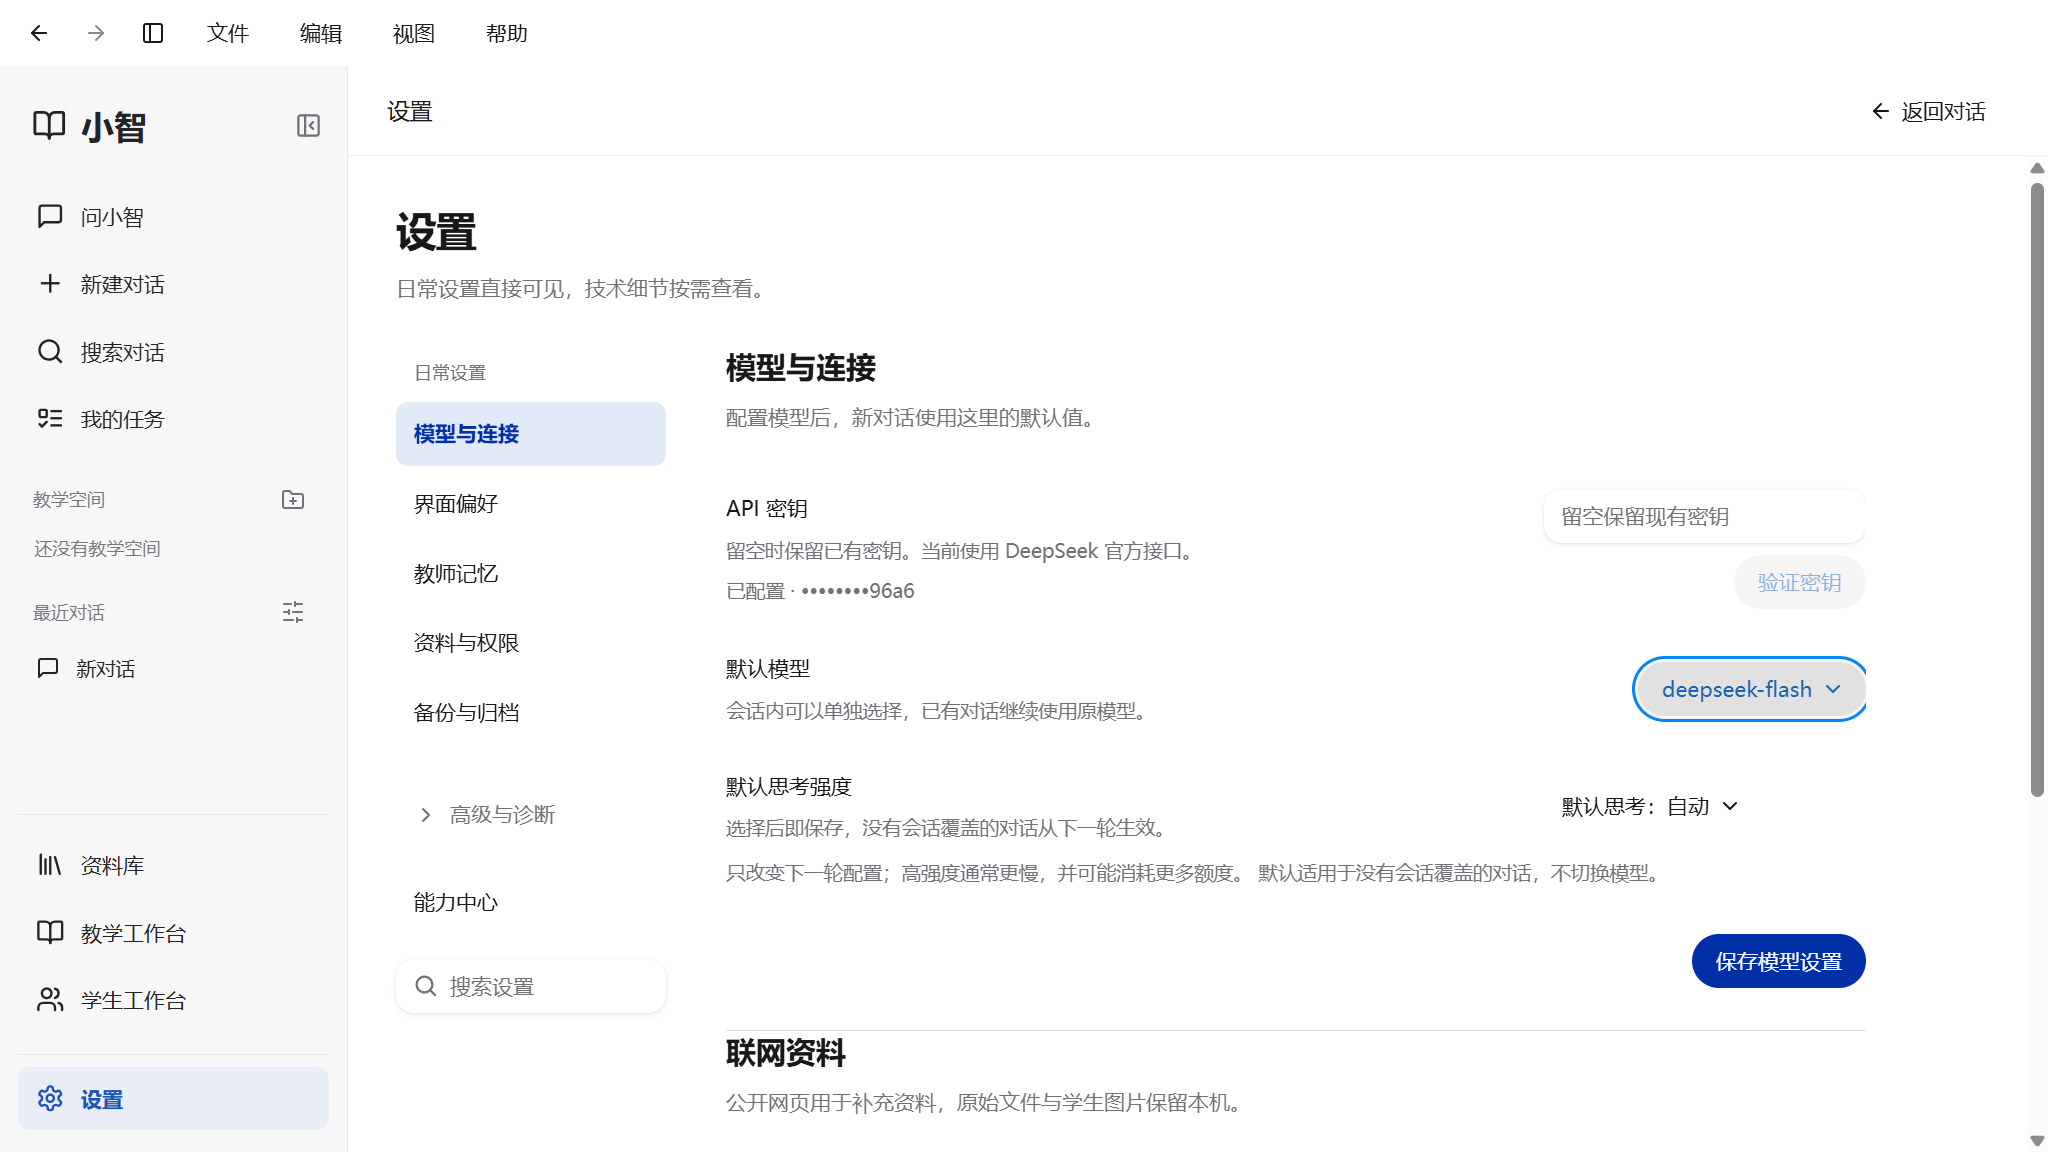 文件 编辑 视图 帮助
小智
问小智
新建对话
搜索对话
我的任务
教学空间
还没有教学空间
最近对话
新对话
资料库
教学工作台
学生工作台
设置
设置
返回对话
设置
日常设置直接可见，技术细节按需查看。
日常设置
模型与连接
界面偏好
教师记忆
资料与权限
备份与归档
高级与诊断
能力中心
搜索设置
模型与连接
配置模型后，新对话使用这里的默认值。
API 密钥
留空时保留已有密钥。当前使用 DeepSeek 官方接口。
已配置 · ••••••••96a6
留空保留现有密钥
验证密钥
默认模型
会话内可以单独选择，已有对话继续使用原模型。
deepseek-flash
默认思考强度
选择后即保存，没有会话覆盖的对话从下一轮生效。
默认思考：自动
只改变下一轮配置；高强度通常更慢，并可能消耗更多额度。 默认适用于没有会话覆盖的对话，不切换模型。
保存模型设置
联网资料
公开网页用于补充资料，原始文件与学生图片保留本机。